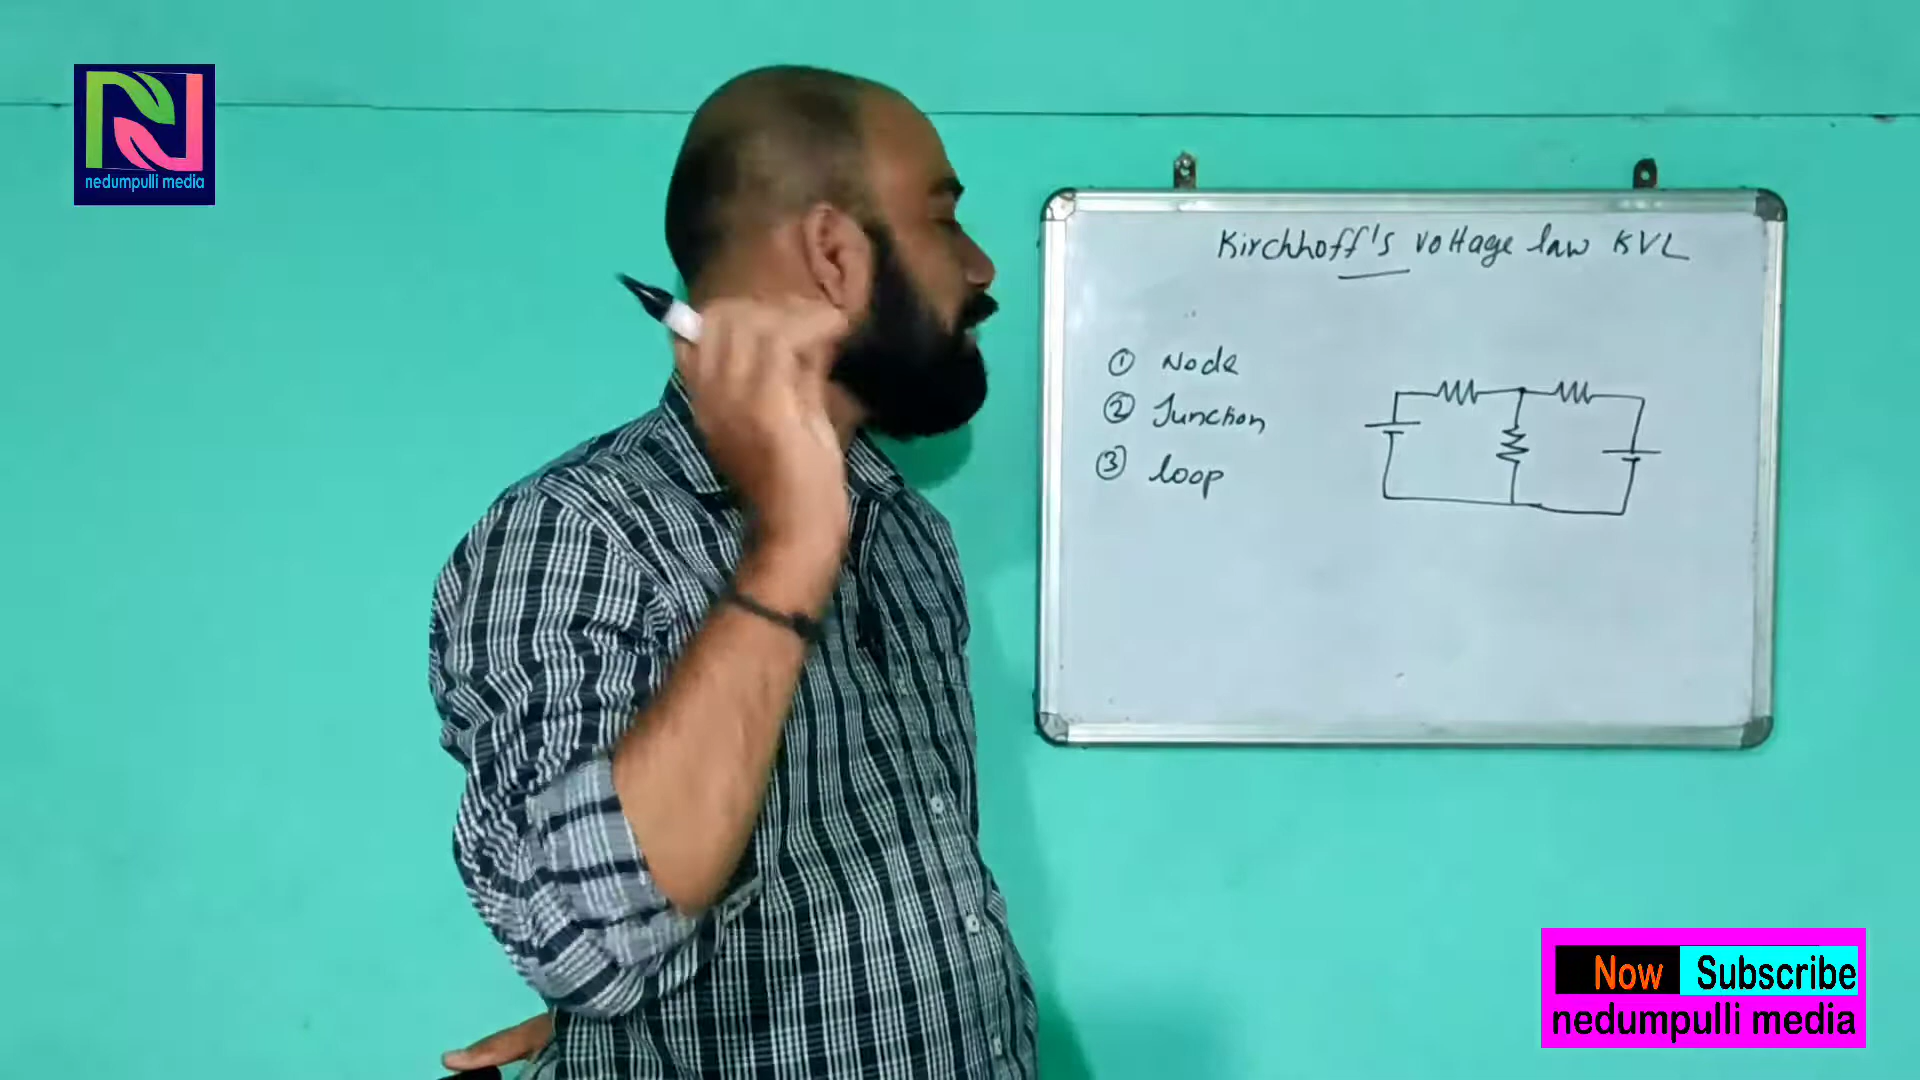 nedumpulli media
Kirchhoff's voltage law KVL
① Node
② Junction
③ loop
Now Subscribe
nedumpulli media